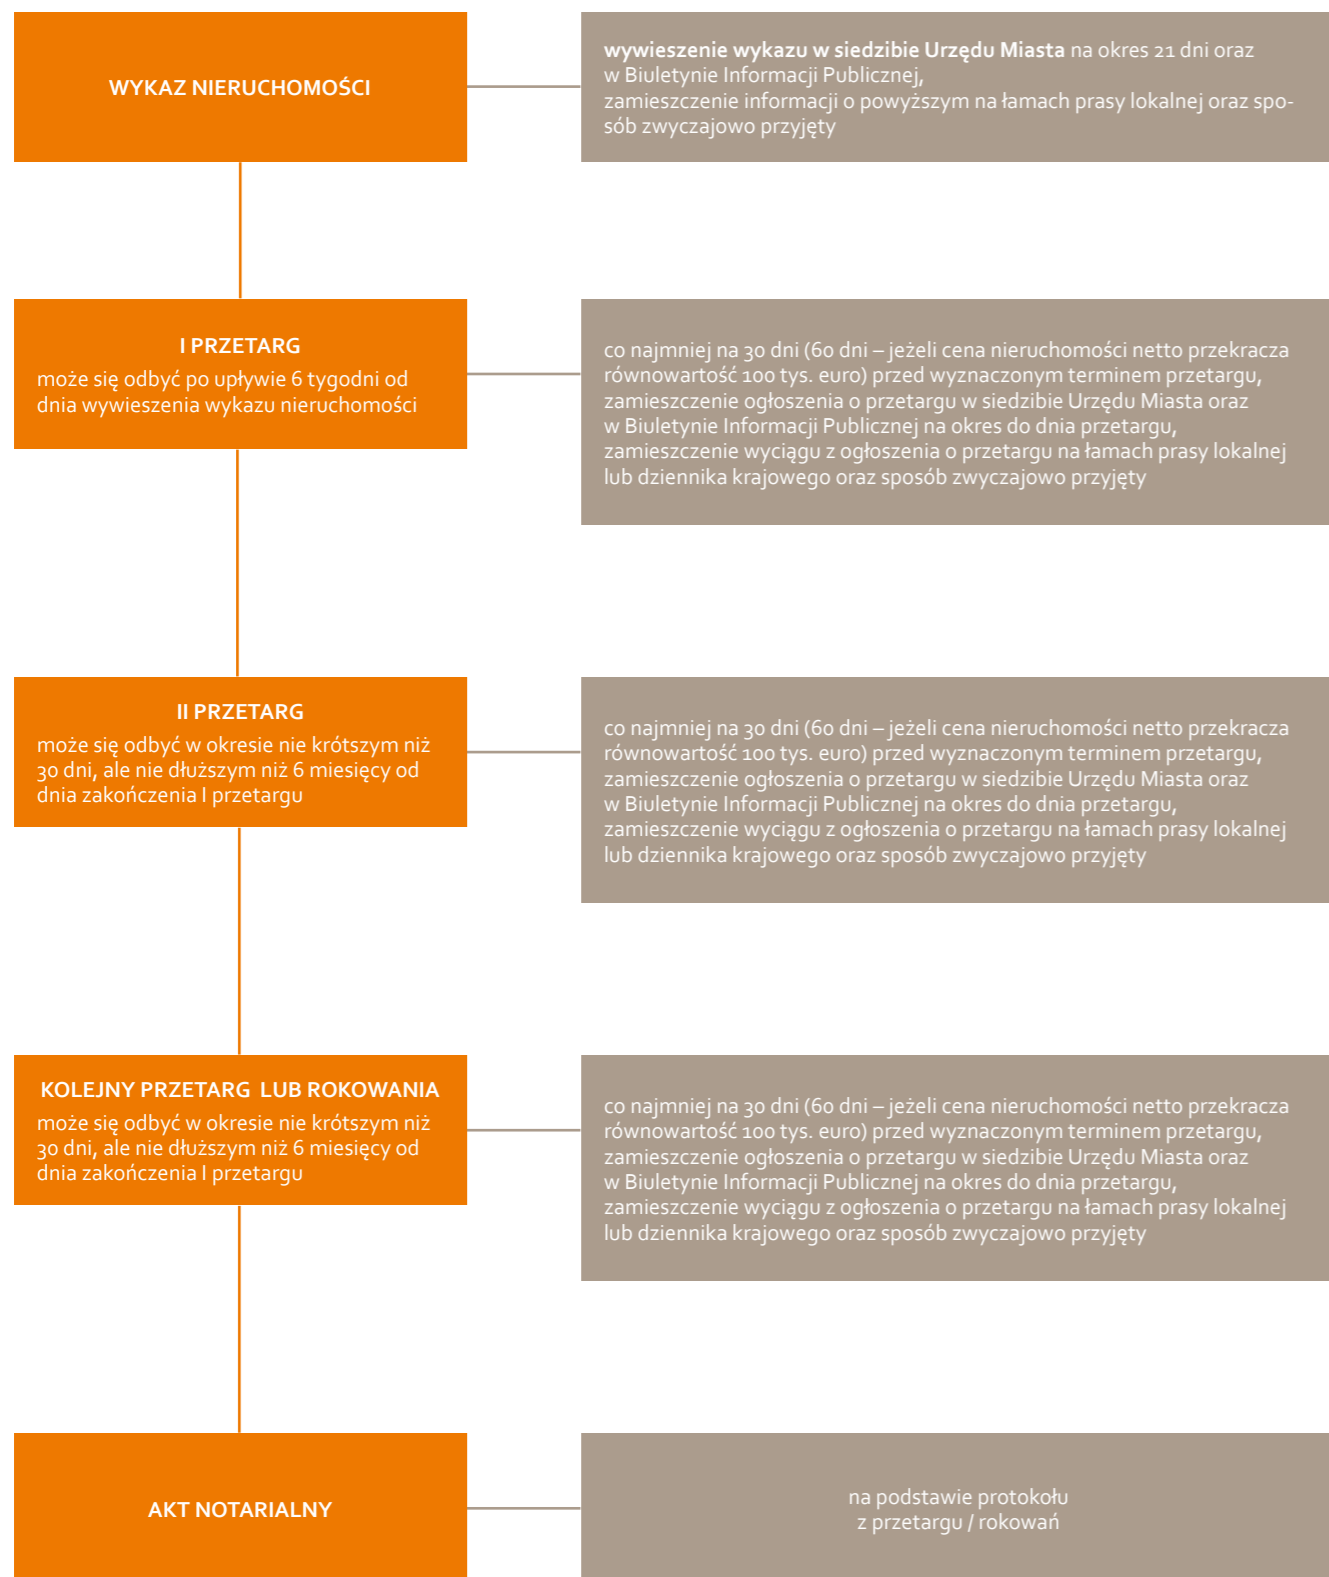 WYKAZ NIERUCHOMOŚCI
wywieszenie wykazu w siedzibie Urzędu Miasta na okres 21 dni oraz
w Biuletynie Informacji Publicznej,
zamieszczenie informacji o powyższym na łamach prasy lokalnej oraz spo-
sób zwyczajowo przyjęty
I PRZETARG
może się odbyć po upływie 6 tygodni od
dnia wywieszenia wykazu nieruchomości
co najmniej na 30 dni (60 dni – jeżeli cena nieruchomości netto przekracza
równowartość 100 tys. euro) przed wyznaczonym terminem przetargu,
zamieszczenie ogłoszenia o przetargu w siedzibie Urzędu Miasta oraz
w Biuletynie Informacji Publicznej na okres do dnia przetargu,
zamieszczenie wyciągu z ogłoszenia o przetargu na łamach prasy lokalnej
lub dziennika krajowego oraz sposób zwyczajowo przyjęty
II PRZETARG
może się odbyć w okresie nie krótszym niż
30 dni, ale nie dłuższym niż 6 miesięcy od
dnia zakończenia I przetargu
co najmniej na 30 dni (60 dni – jeżeli cena nieruchomości netto przekracza
równowartość 100 tys. euro) przed wyznaczonym terminem przetargu,
zamieszczenie ogłoszenia o przetargu w siedzibie Urzędu Miasta oraz
w Biuletynie Informacji Publicznej na okres do dnia przetargu,
zamieszczenie wyciągu z ogłoszenia o przetargu na łamach prasy lokalnej
lub dziennika krajowego oraz sposób zwyczajowo przyjęty
KOLEJNY PRZETARG LUB ROKOWANIA
może się odbyć w okresie nie krótszym niż
30 dni, ale nie dłuższym niż 6 miesięcy od
dnia zakończenia I przetargu
co najmniej na 30 dni (60 dni – jeżeli cena nieruchomości netto przekracza
równowartość 100 tys. euro) przed wyznaczonym terminem przetargu,
zamieszczenie ogłoszenia o przetargu w siedzibie Urzędu Miasta oraz
w Biuletynie Informacji Publicznej na okres do dnia przetargu,
zamieszczenie wyciągu z ogłoszenia o przetargu na łamach prasy lokalnej
lub dziennika krajowego oraz sposób zwyczajowo przyjęty
AKT NOTARIALNY
na podstawie protokołu
z przetargu / rokowań